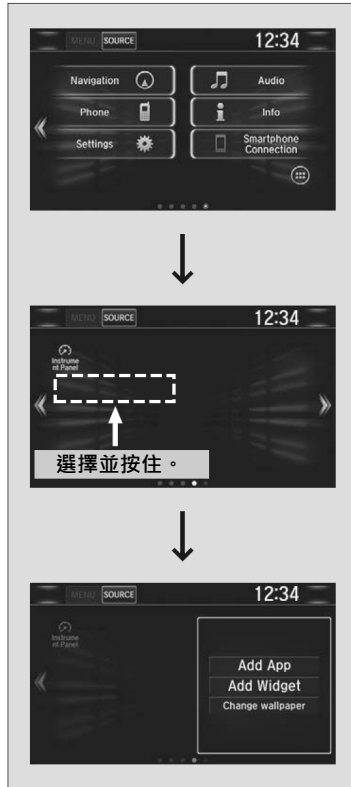 MENU SOURCE 12:34
Navigation Audio
Phone Info
Settings Smartphone
Connection
MENU SOURCE 12:34
Instrume
nt Panel
選擇並按住。
MENU SOURCE 12:34
Instrume
nt Panel
Add App
Add Widget
Change wallpaper